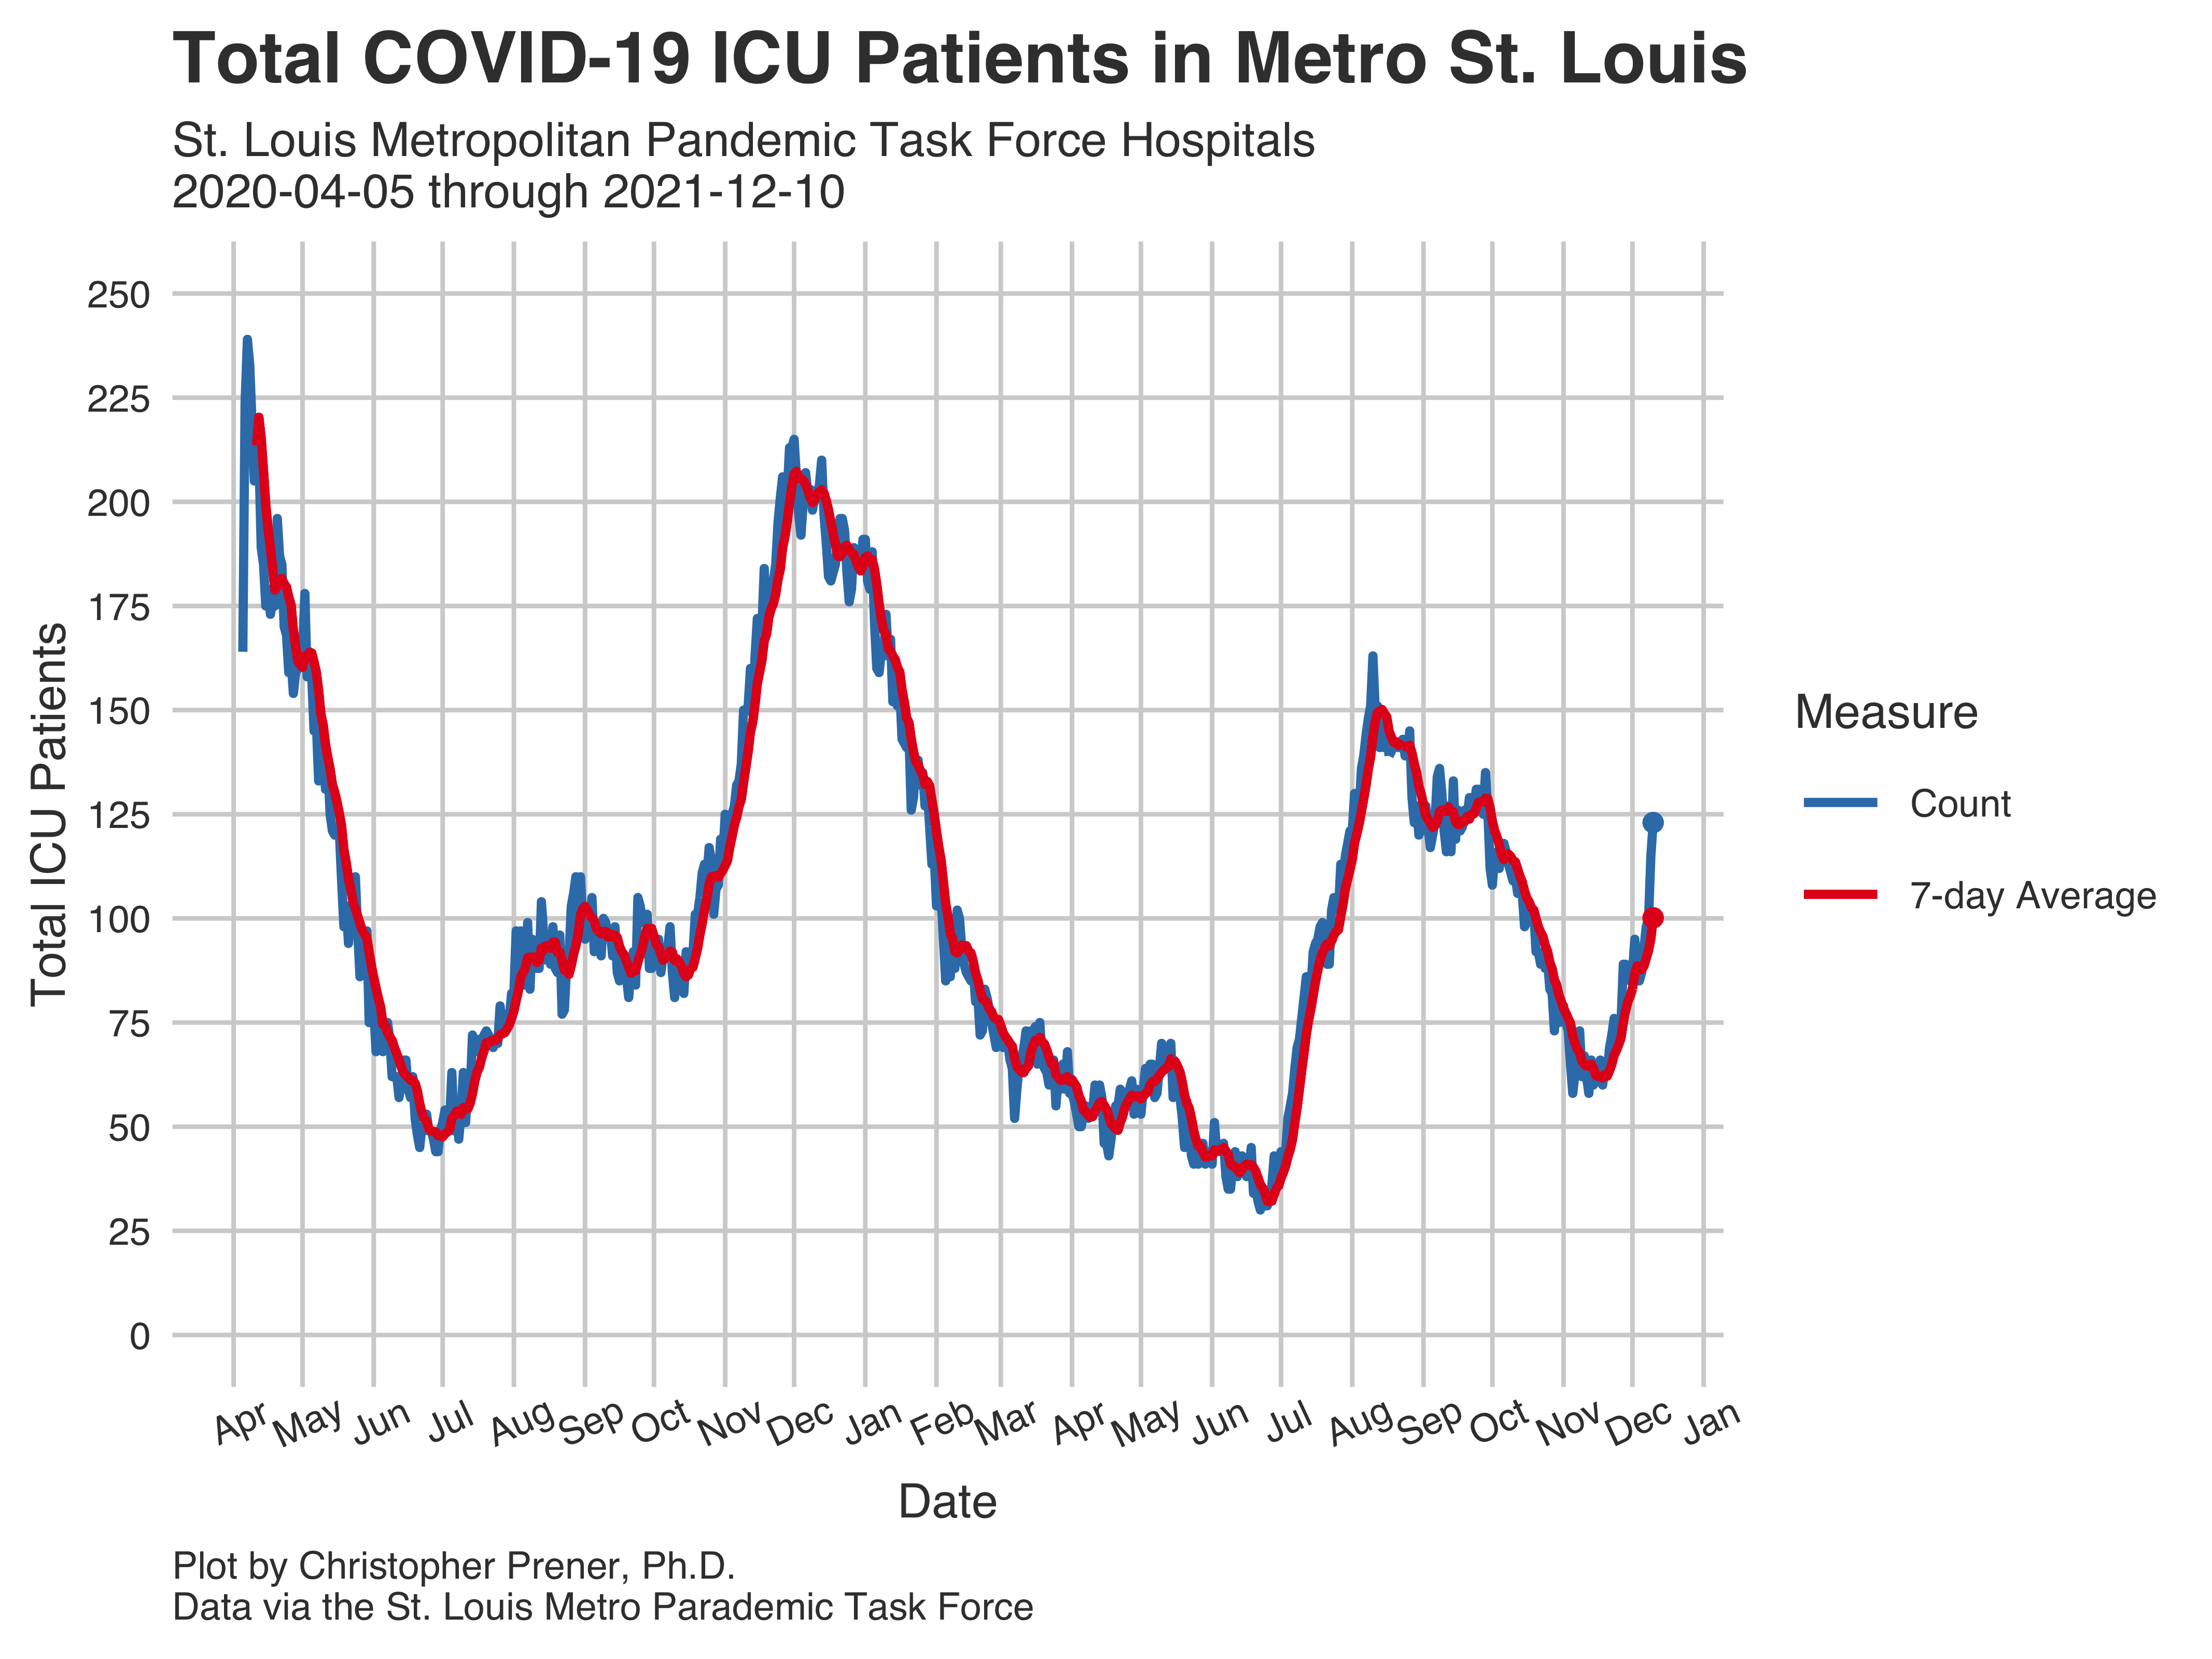 Total COVID-19 ICU Patients in Metro St. Louis
St. Louis Metropolitan Pandemic Task Force Hospitals
2020-04-05 through 2021-12-10
Total ICU Patients
250
225
200
175
150
125
100
75
50
25
0
Apr
May
Jun
Jul
Aug
Sep
Oct
Nov
Dec
Jan
Feb
Mar
Apr
May
Jun
Jul
Aug
Sep
Oct
Nov
Dec
Jan
Date
Measure
Count
7-day Average
Plot by Christopher Prener, Ph.D.
Data via the St. Louis Metro Parademic Task Force